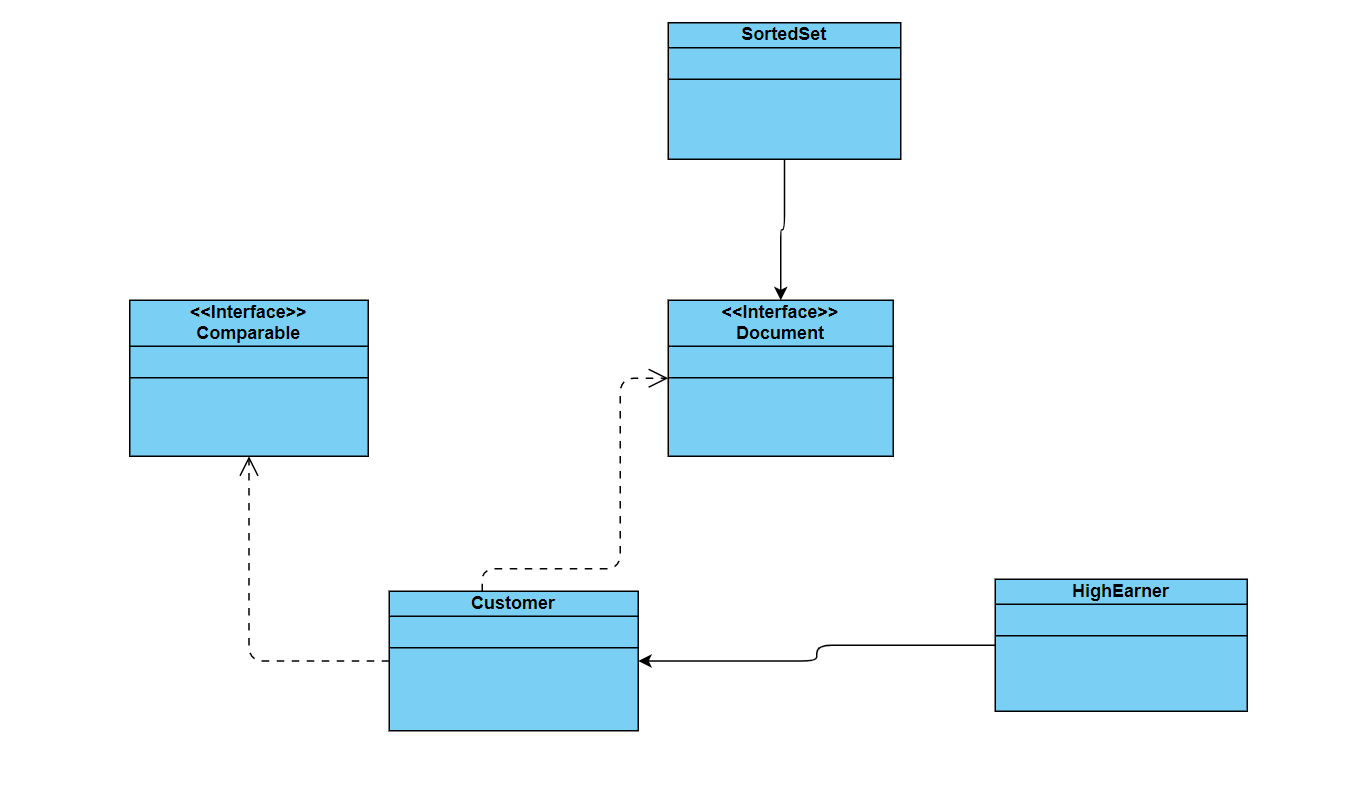 SortedSet
<<Interface>>
Comparable
<<Interface>>
Document
Customer
HighEarner